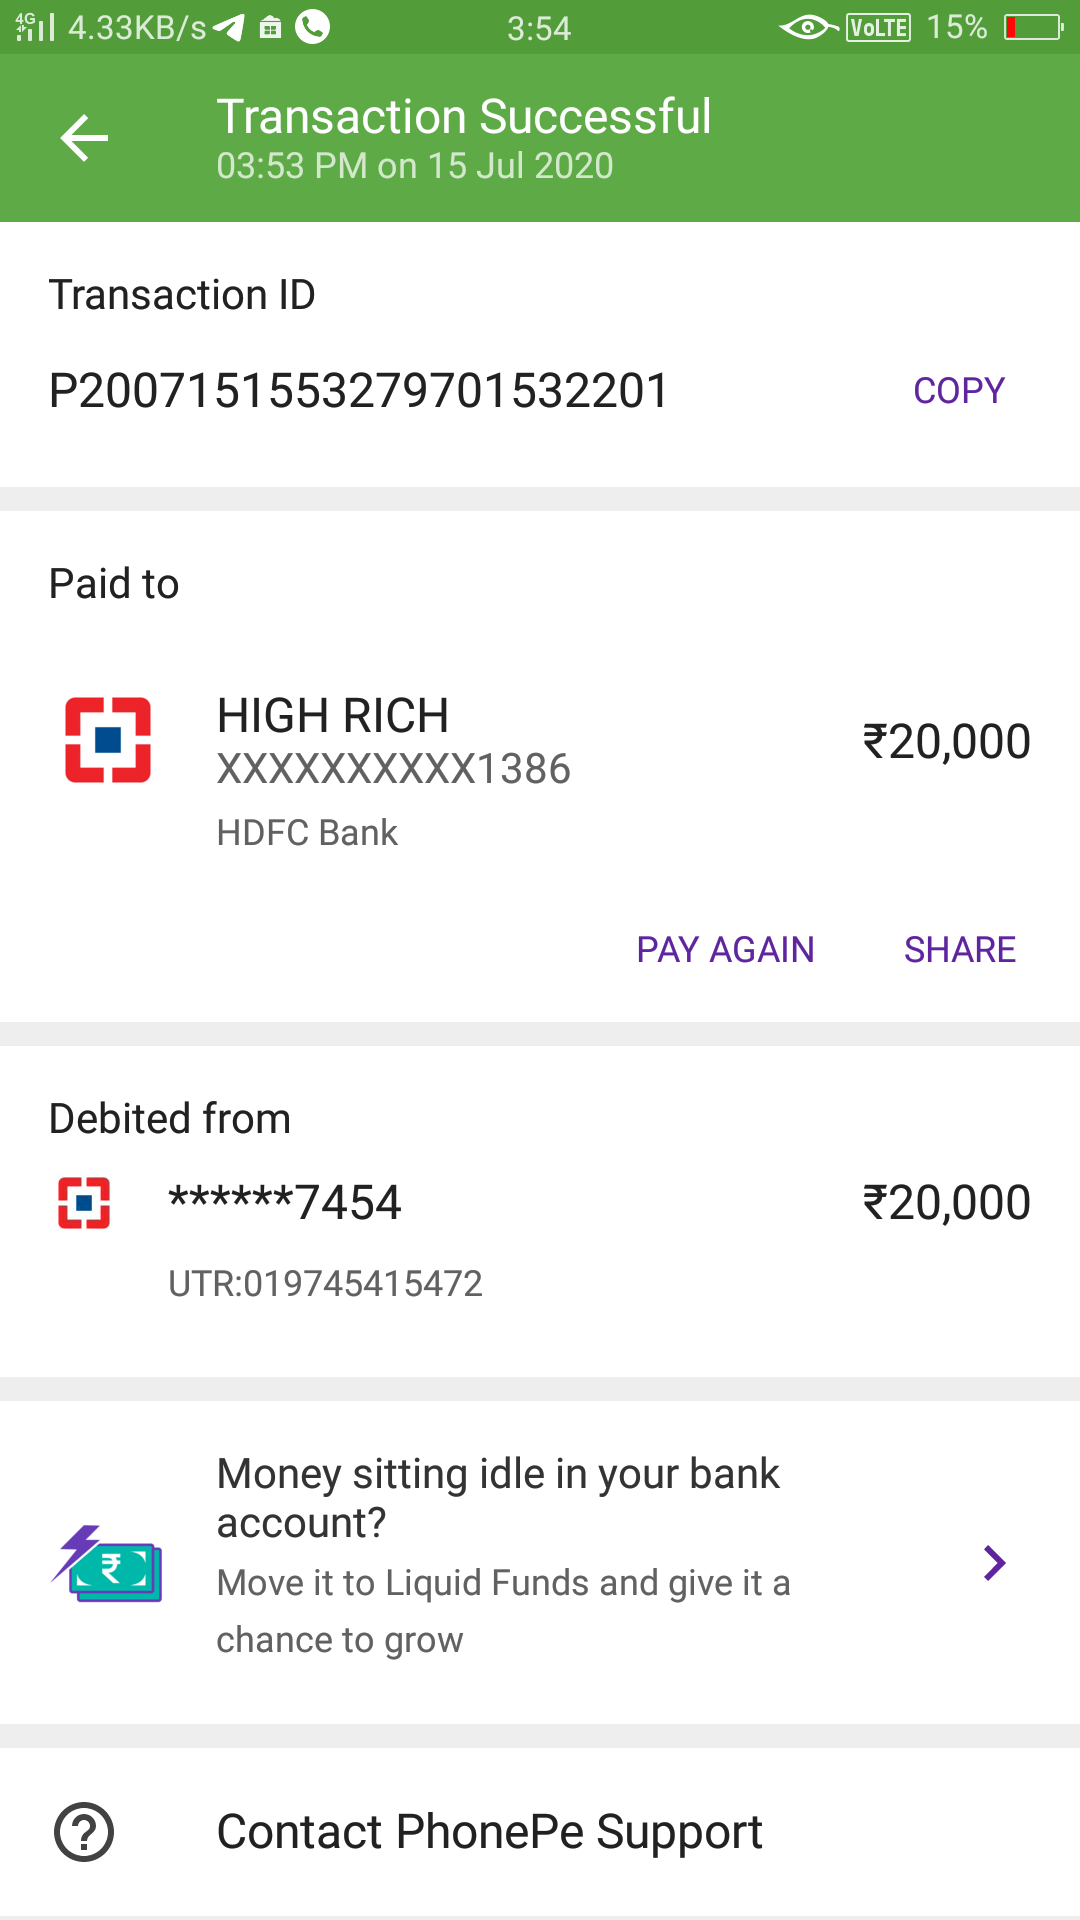 4G 4.33KB/s 3:54 VoLTE 15%
Transaction Successful
03:53 PM on 15 Jul 2020
Transaction ID
P2007151553279701532201 COPY
Paid to
HIGH RICH ₹20,000
XXXXXXXXXX1386
HDFC Bank
PAY AGAIN SHARE
Debited from
******7454 ₹20,000
UTR:019745415472
Money sitting idle in your bank
account?
Move it to Liquid Funds and give it a
chance to grow
Contact PhonePe Support